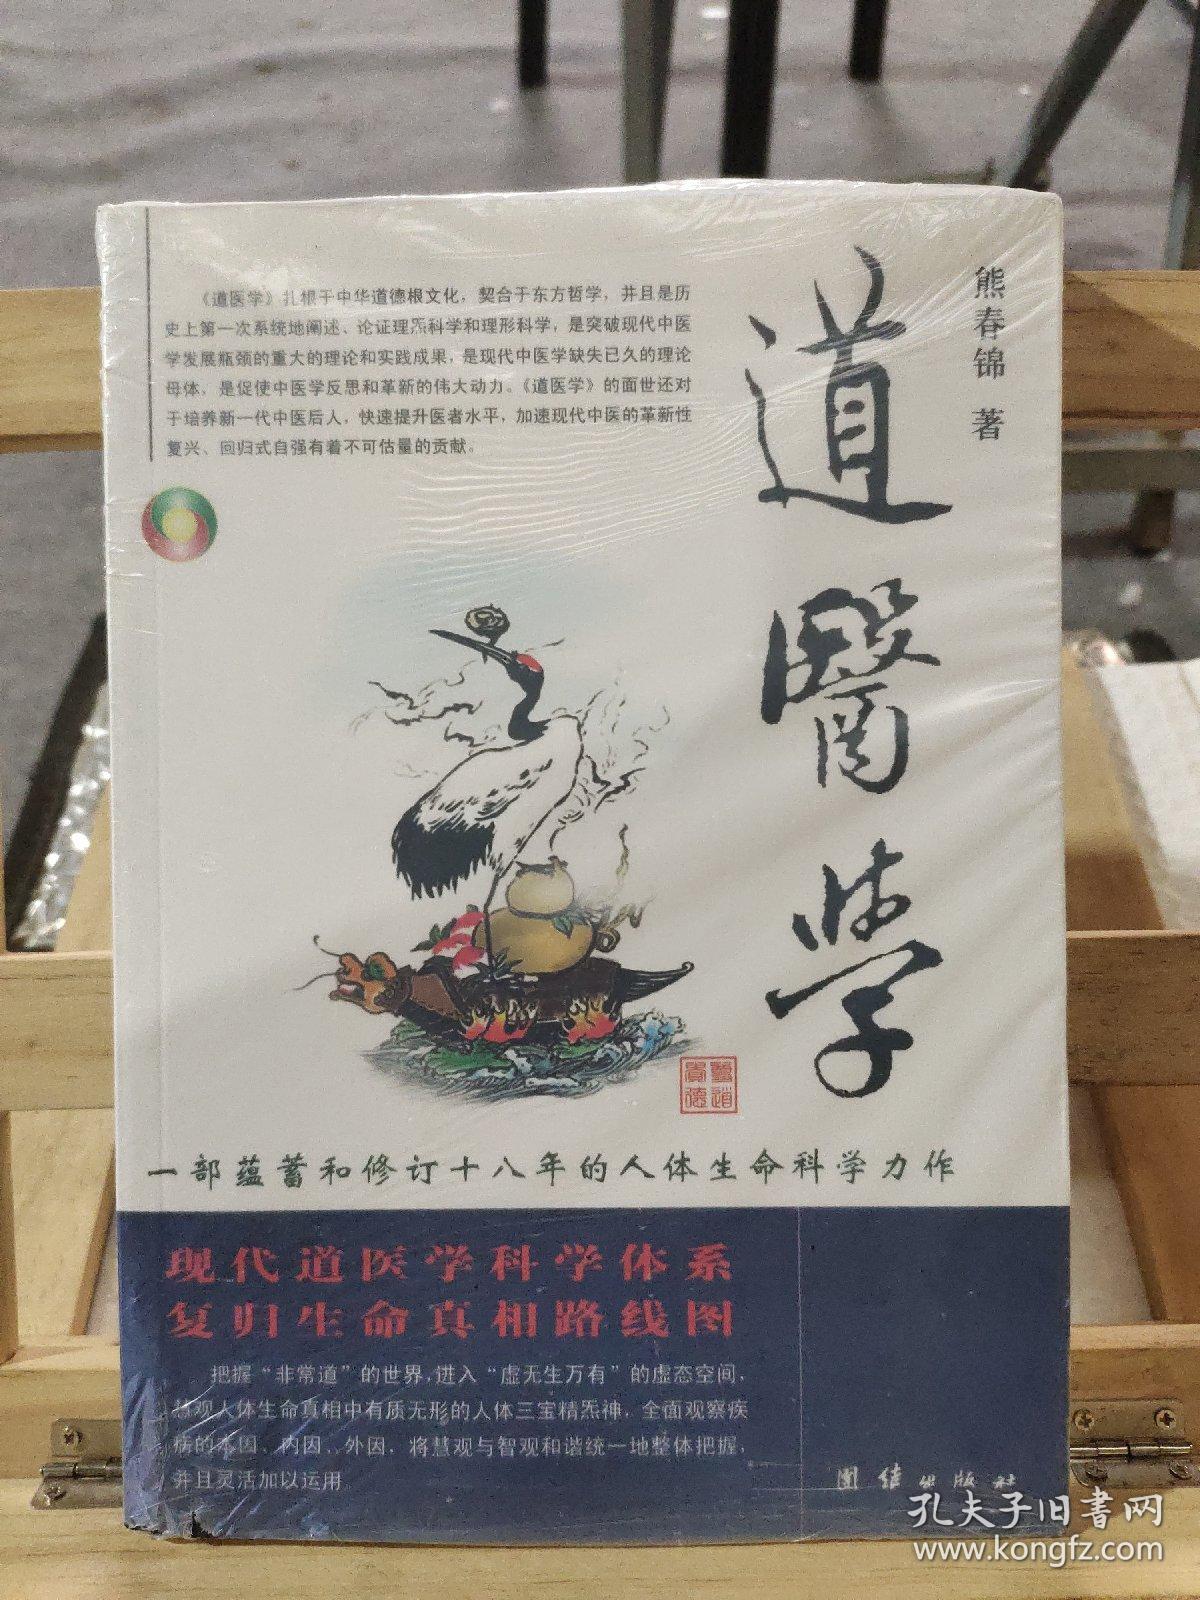 熊春锦 著
道醫学
《道医学》扎根于中华道德根文化，契合于东方哲学，并且是历
史上第一次系统地阐述、论证理炁科学和理形科学，是突破现代中医
学发展瓶颈的重大的理论和实践成果，是现代中医学缺失已久的理论
母体，是促使中医学反思和革新的伟大动力。《道医学》的面世还对
于培养新一代中医后人，快速提升医者水平，加速现代中医的革新性
复兴、回归式自强有着不可估量的贡献。
一部蕴蓄和修订十八年的人体生命科学力作
现代道医学科学体系
复归生命真相路线图
把握“非常道”的世界，进入“虚无生万有”的虚态空间，
慧观人体生命真相中有质无形的人体三宝精炁神，全面观察疾
病的本因、内因、外因，将慧观与智观和谐统一地整体把握，
并且灵活加以运用
团结出版社
孔夫子旧书网
www.kongfz.com